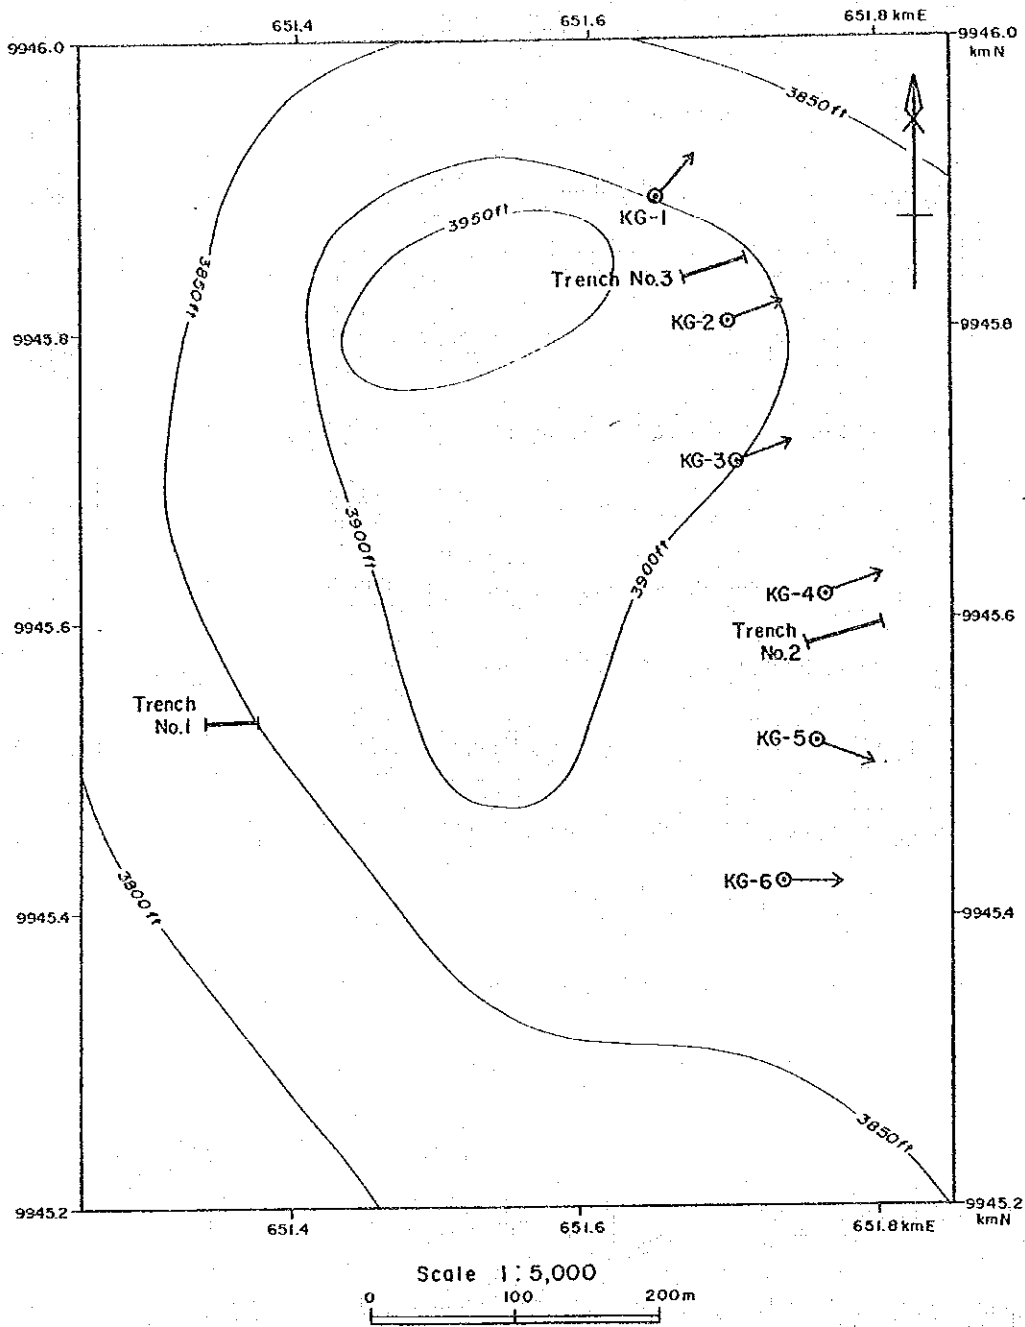 651.4
651.6
651.8 kmE
9946.0
9946.0
kmN
3850ft
KG-1
3950ft
3850ft
Trench No.3
KG-2
9945.8
9945.8
KG-3
3900ft
3900ft
KG-4
9945.6
9945.6
Trench
No.2
Trench
No.1
KG-5
KG-6
3800ft
9945.4
9945.4
3850ft
9945.2
9945.2
kmN
651.4
651.6
651.8 kmE
Scale 1:5,000
0
100
200m